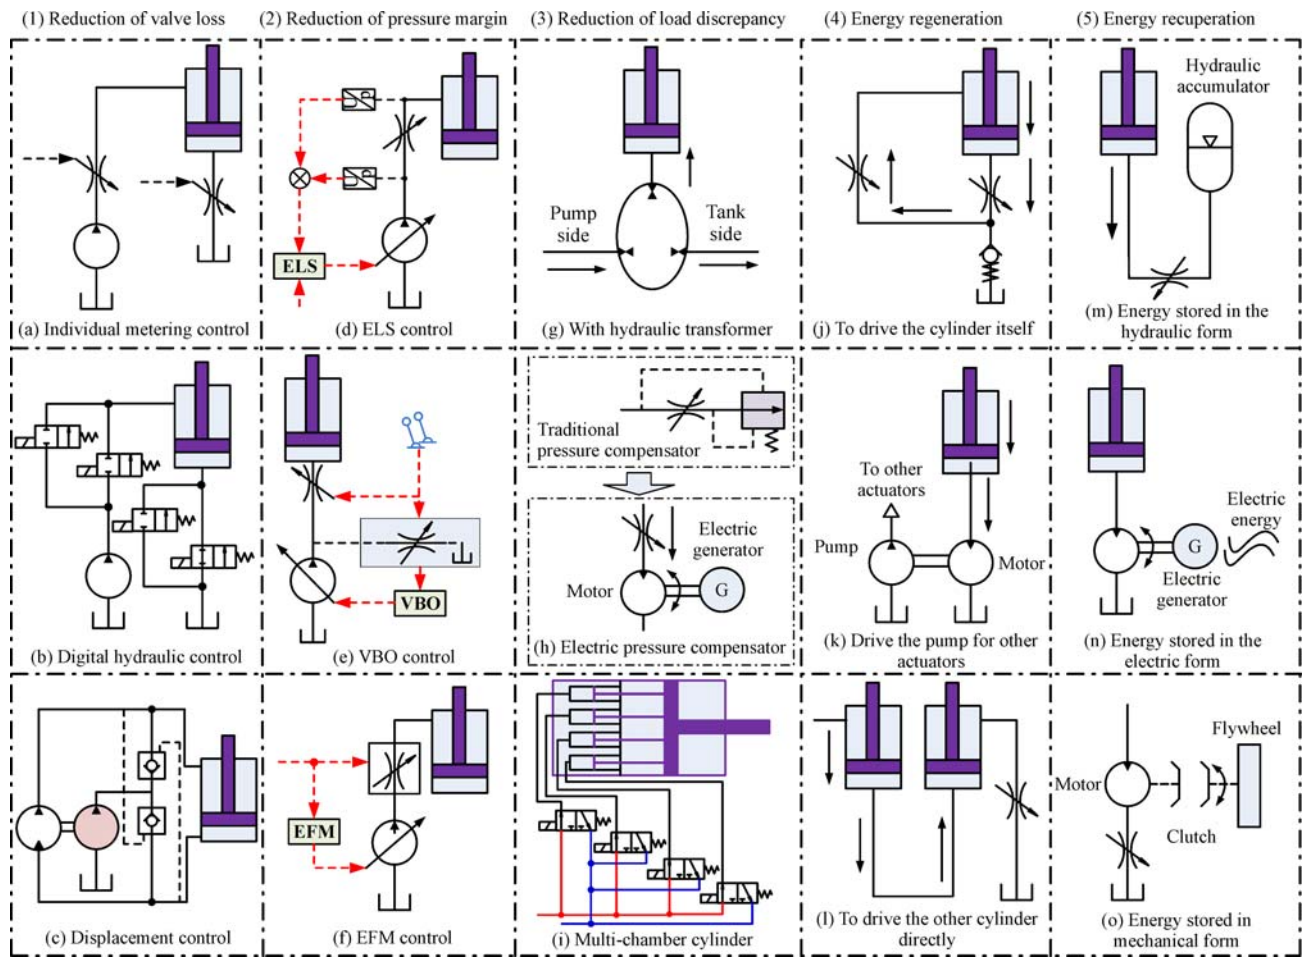 (1) Reduction of valve loss
(2) Reduction of pressure margin
(3) Reduction of load discrepancy
(4) Energy regeneration
(5) Energy recuperation
(a) Individual metering control
U
p
U
p
ELS
(d) ELS control
Pump
side
Tank
side
(g) With hydraulic transformer
(j) To drive the cylinder itself
Hydraulic
accumulator
(m) Energy stored in the
hydraulic form
(b) Digital hydraulic control
VBO
(e) VBO control
Traditional
pressure compensator
Electric
generator
Motor
G
(h) Electric pressure compensator
To other
actuators
Pump
Motor
(k) Drive the pump for other
actuators
Electric
energy
G
Electric
generator
(n) Energy stored in the
electric form
(c) Displacement control
EFM
(f) EFM control
(i) Multi-chamber cylinder
(l) To drive the other cylinder
directly
Flywheel
Motor
Clutch
(o) Energy stored in
mechanical form